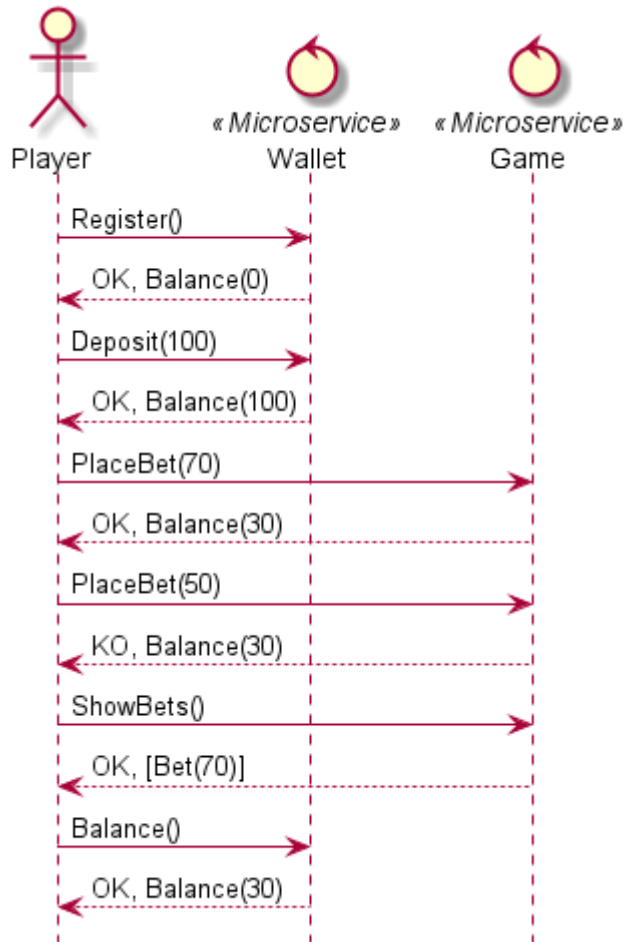 «Microservice» «Microservice»
Player Wallet Game
Register()
OK, Balance(0)
Deposit(100)
OK, Balance(100)
PlaceBet(70)
OK, Balance(30)
PlaceBet(50)
KO, Balance(30)
ShowBets()
OK, [Bet(70)]
Balance()
OK, Balance(30)